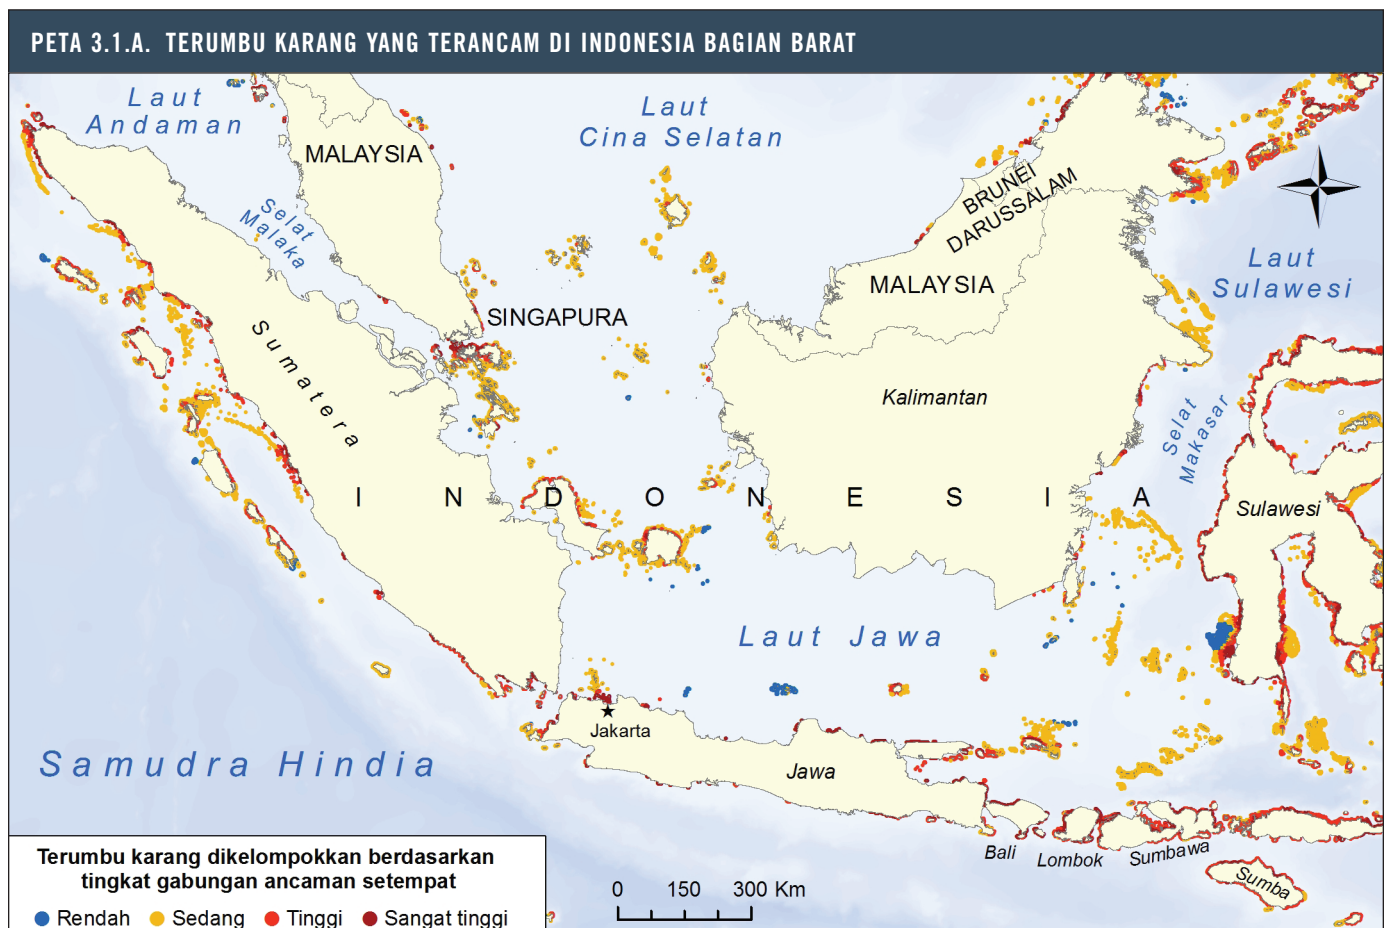 PETA 3.1.A. TERUMBU KARANG YANG TERANCAM DI INDONESIA BAGIAN BARAT
Laut
Andaman
Laut
Cina Selatan
MALAYSIA
BRUNEI
DARUSSALAM
Selat
Malaka
Laut
Sulawesi
MALAYSIA
SINGAPURA
Sumatera
Kalimantan
Selat
Makasar
INDONESIA
Sulawesi
Laut Jawa
Jakarta
Samudra Hindia
Jawa
Bali
Lombok
Sumbawa
Sumba
Terumbu karang dikelompokkan berdasarkan
tingkat gabungan ancaman setempat
Rendah Sedang Tinggi Sangat tinggi
0 150 300 Km